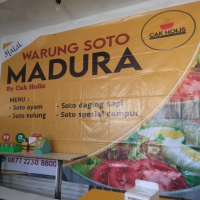 Halal
WARUNG SOTO
MADURA
By Cak Holis
CAK HOLIS
MENU :
- Soto ayam
- Soto daging sapi
- Soto sulung
- Soto spesial campur
0877 2230 8800